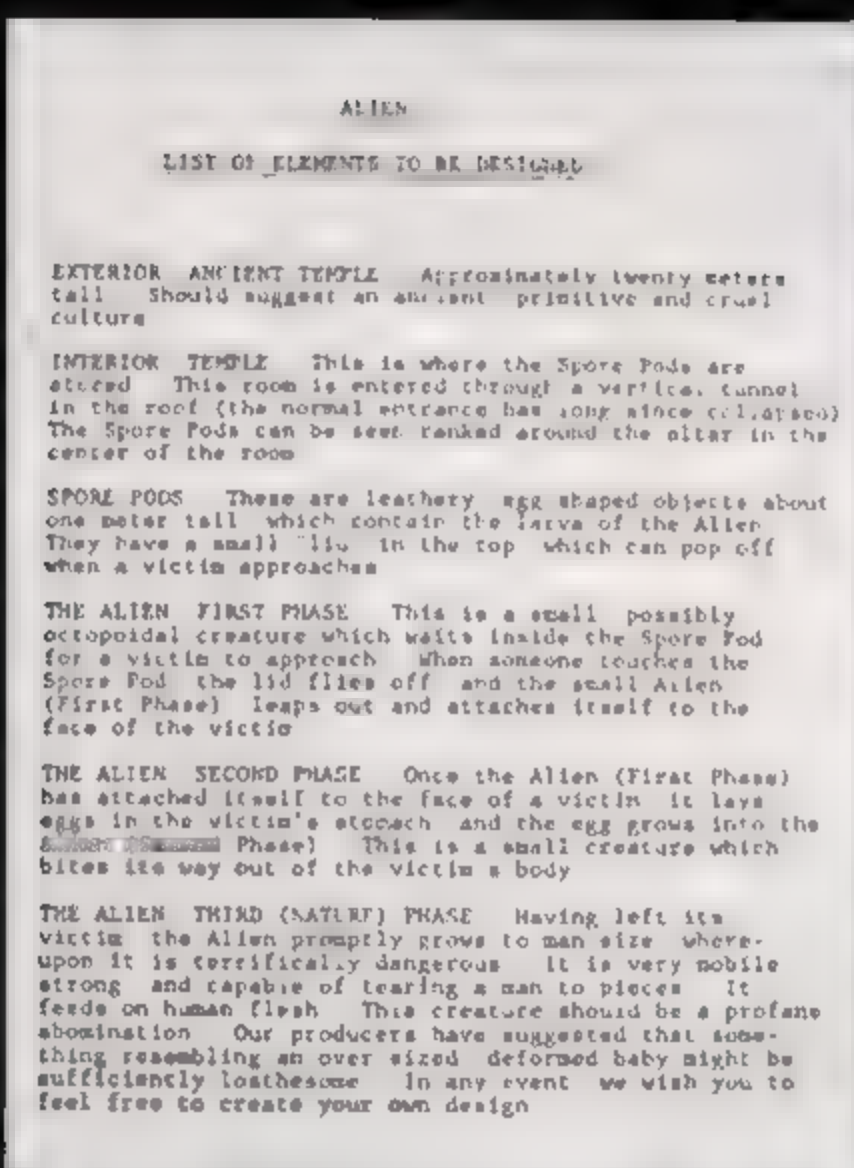 ALIEN
LIST OF ELEMENTS TO BE DESIGNED
EXTERIOR ANCIENT TEMPLE Approximately twenty meters
tall Should suggest an ancient primitive and cruel
culture
INTERIOR TEMPLE This is where the Spore Pods are
stored This room is entered through a vertical tunnel
in the roof (the normal entrance has long since collapsed)
The Spore Pods can be seen ranked around the altar in the
center of the room
SPORE PODS These are leathery egg shaped objects about
one meter tall which contain the larva of the Alien
They have a small "lid" in the top which can pop off
when a victim approaches
THE ALIEN FIRST PHASE This is a small possibly
octopoidal creature which waits inside the Spore Pod
for a victim to approach When someone touches the
Spore Pod the lid flies off and the small Alien
(First Phase) leaps out and attaches itself to the
face of the victim
THE ALIEN SECOND PHASE Once the Alien (First Phase)
has attached itself to the face of a victim it lays
eggs in the victim's stomach and the egg grows into the
Phase) This is a small creature which
bites its way out of the victim s body
THE ALIEN THIRD (MATURE) PHASE Having left its
victim the Alien promptly grows to man size where-
upon it is terrifically dangerous It is very mobile
strong and capable of tearing a man to pieces It
feeds on human flesh This creature should be a profane
abomination Our producers have suggested that some-
thing resembling an over sized deformed baby might be
sufficiently loathesome In any event we wish you to
feel free to create your own design